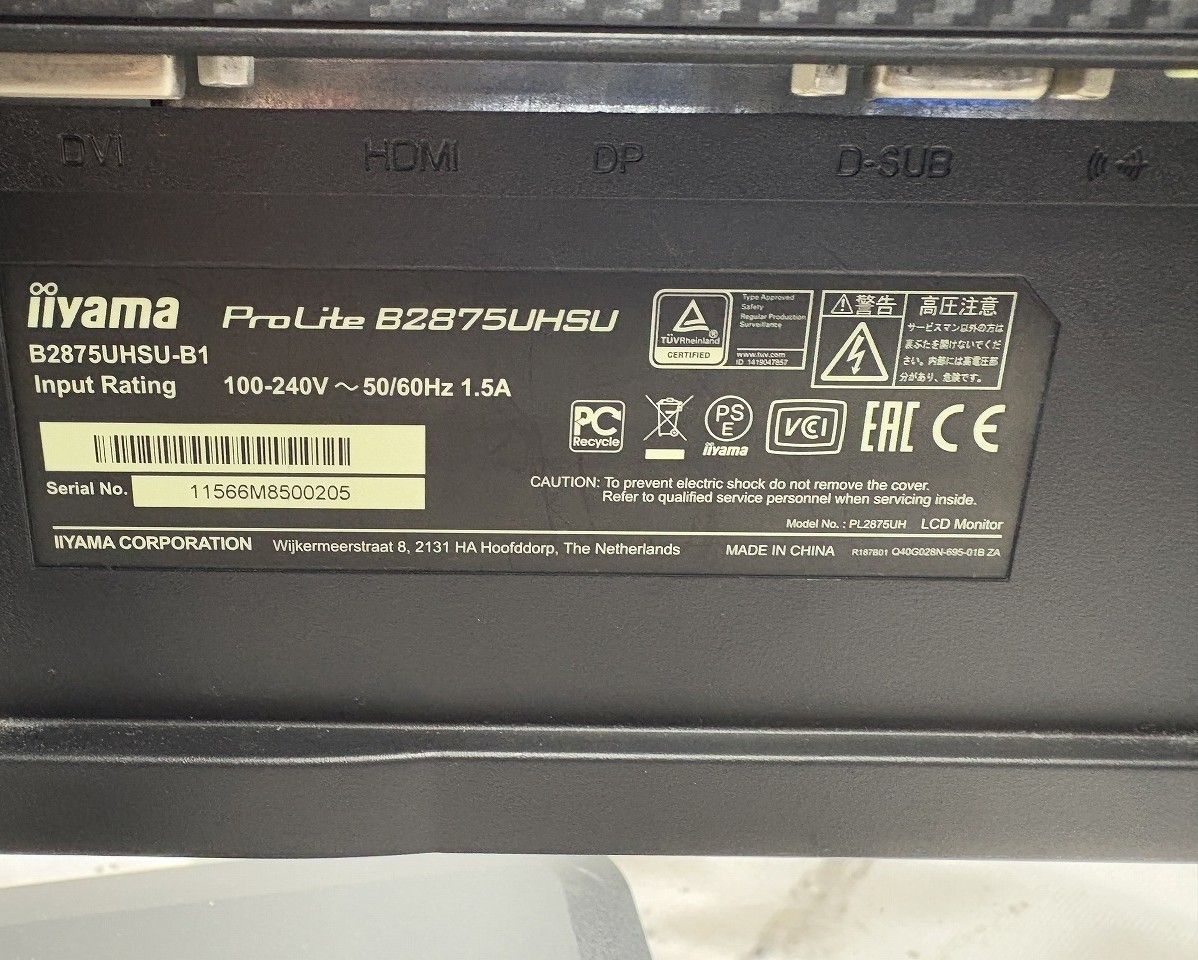 DVI HDMI DP D-SUB
iiyama ProLite B2875UHSU
B2875UHSU-B1
Input Rating 100-240V ～ 50/60Hz 1.5A
TÜVRheinland®
CERTIFIED
Type Approved
Safety
Regular Production
Surveillance
www.tuv.com
ID 1419047857
警告 高圧注意
サービスマン以外の方は
まぶたを開けないでくだ
さい。内部には高電圧部
分があり、危険です。
PC
Recycle
PS
E
iiyama
VCCI
EAC CE
Serial No. 11566M8500205
CAUTION: To prevent electric shock do not remove the cover.
Refer to qualified service personnel when servicing inside.
Model No. : PL2875UH LCD Monitor
IIYAMA CORPORATION Wijkermeerstraat 8, 2131 HA Hoofddorp, The Netherlands MADE IN CHINA R187B01 Q40G028N-695-01B ZA